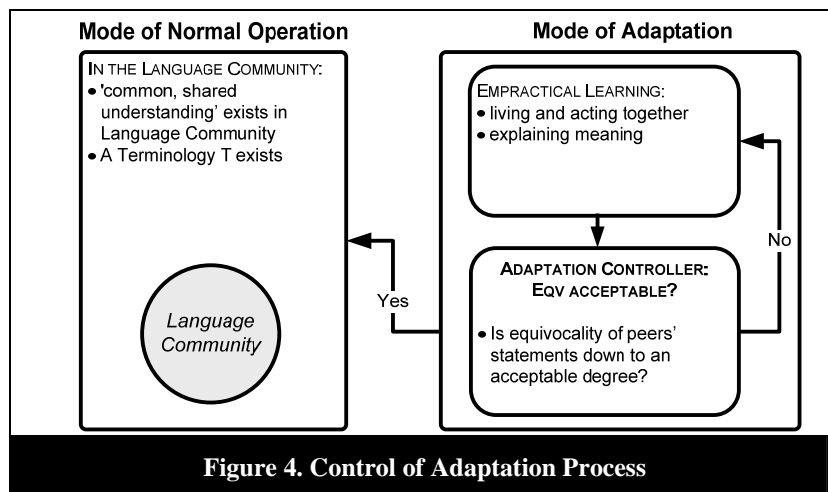 Mode of Normal Operation
IN THE LANGUAGE COMMUNITY:
• 'common, shared
understanding' exists in
Language Community
• A Terminology T exists
Language
Community
Mode of Adaptation
EMPRACTICAL LEARNING:
• living and acting together
• explaining meaning
No
Yes
ADAPTATION CONTROLLER:
EQV ACCEPTABLE?
• Is equivocality of peers'
statements down to an
acceptable degree?
Figure 4. Control of Adaptation Process